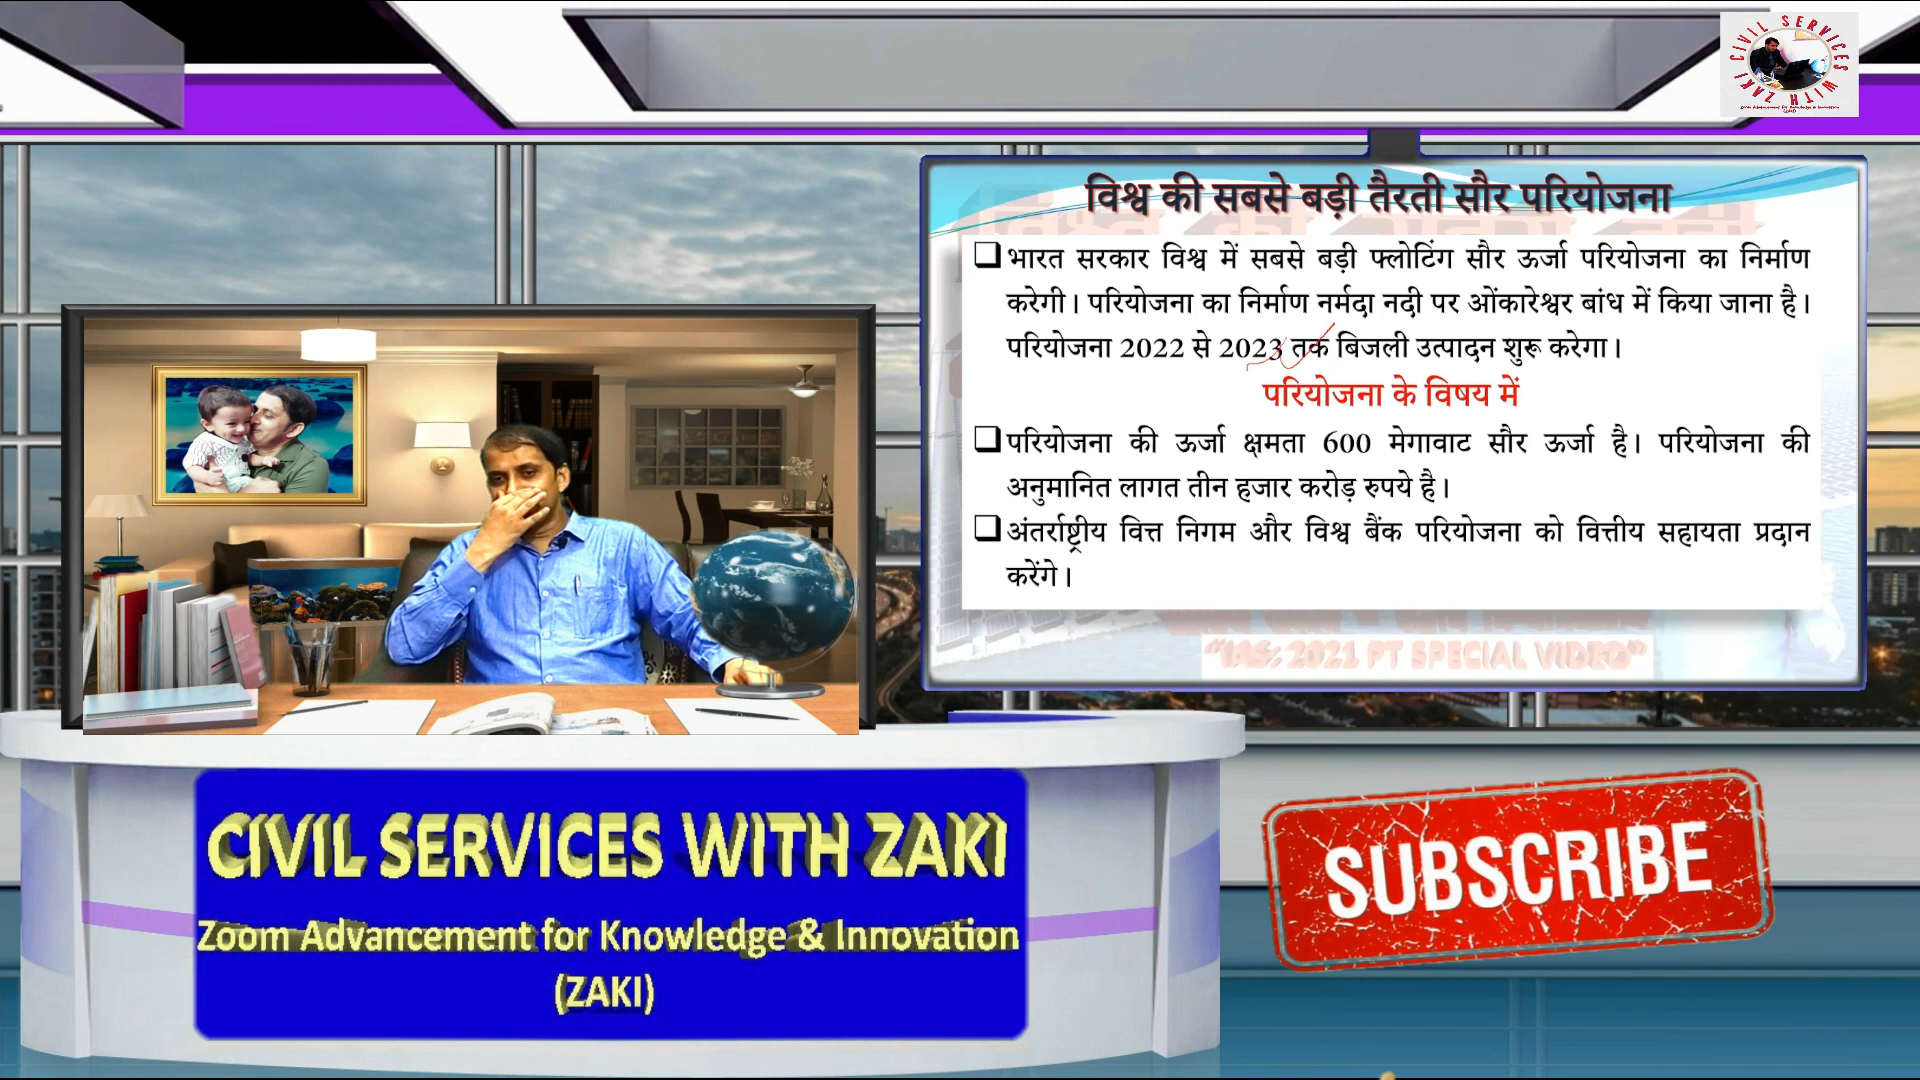 CIVIL SERVICES WITH ZAKI
विश्व की सबसे बड़ी तैरती सौर परियोजना
❑भारत सरकार विश्व में सबसे बड़ी फ्लोटिंग सौर ऊर्जा परियोजना का निर्माण
करेगी। परियोजना का निर्माण नर्मदा नदी पर ओंकारेश्वर बांध में किया जाना है।
परियोजना 2022 से 2023 तक बिजली उत्पादन शुरू करेगा।
परियोजना के विषय में
❑परियोजना की ऊर्जा क्षमता 600 मेगावाट सौर ऊर्जा है। परियोजना की
अनुमानित लागत तीन हजार करोड़ रुपये है।
❑अंतर्राष्ट्रीय वित्त निगम और विश्व बैंक परियोजना को वित्तीय सहायता प्रदान
करेंगे।
"IAS: 2021 PT SPECIAL VIDEO"
CIVIL SERVICES WITH ZAKI
Zoom Advancement for Knowledge & Innovation
(ZAKI)
SUBSCRIBE